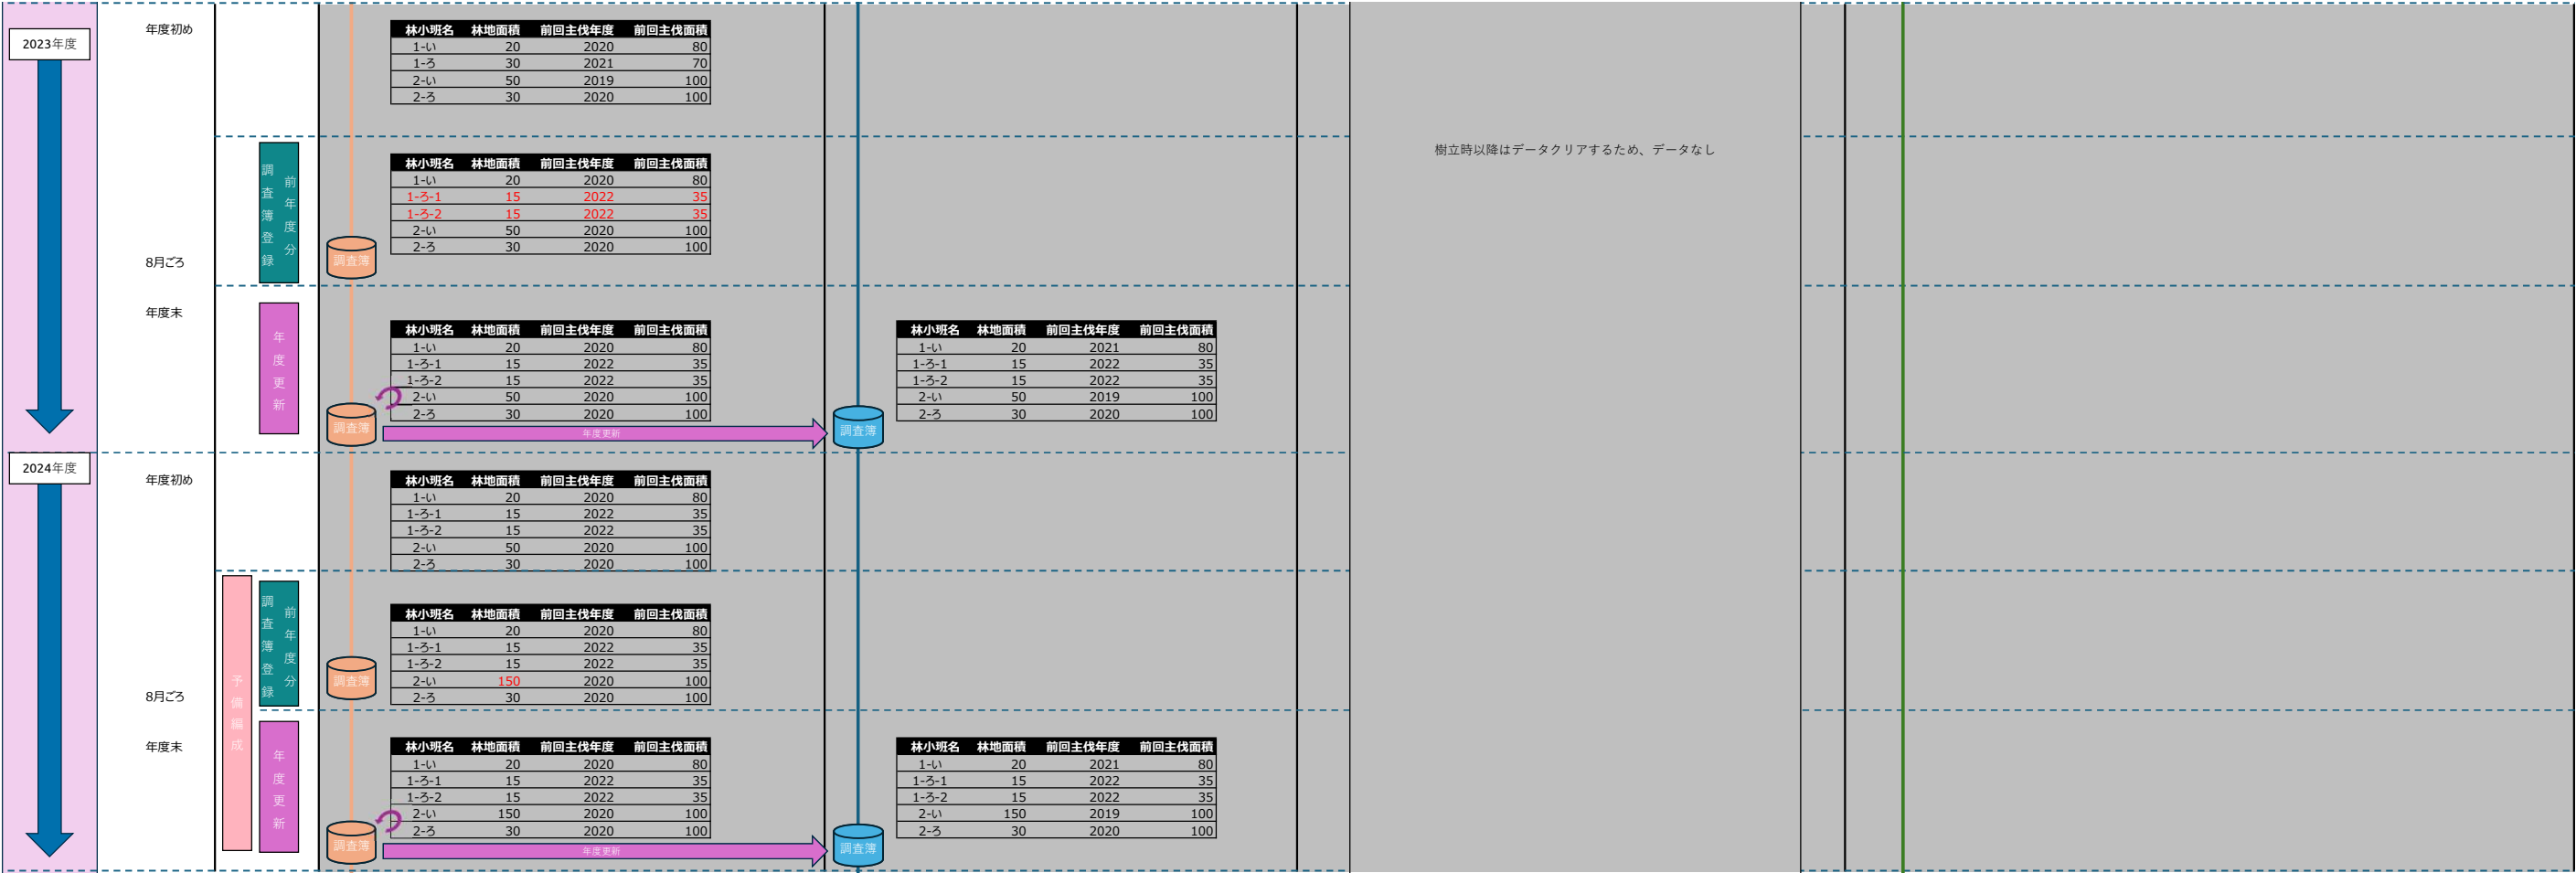 2023年度
年度初め
林小班名 林地面積 前回主伐年度 前回主伐面積
1-い 20 2020 80
1-ろ 30 2021 70
2-い 50 2019 100
2-ろ 30 2020 100
樹立時以降はデータクリアするため、データなし
前年度分
調査簿登録
8月ごろ
林小班名 林地面積 前回主伐年度 前回主伐面積
1-い 20 2020 80
1-ろ-1 15 2022 35
1-ろ-2 15 2022 35
2-い 50 2020 100
2-ろ 30 2020 100
調査簿
年度末
年度更新
林小班名 林地面積 前回主伐年度 前回主伐面積
1-い 20 2020 80
1-ろ-1 15 2022 35
1-ろ-2 15 2022 35
2-い 50 2020 100
2-ろ 30 2020 100
調査簿
年度更新
調査簿
林小班名 林地面積 前回主伐年度 前回主伐面積
1-い 20 2021 80
1-ろ-1 15 2022 35
1-ろ-2 15 2022 35
2-い 50 2019 100
2-ろ 30 2020 100
2024年度
年度初め
林小班名 林地面積 前回主伐年度 前回主伐面積
1-い 20 2020 80
1-ろ-1 15 2022 35
1-ろ-2 15 2022 35
2-い 50 2020 100
2-ろ 30 2020 100
予備編成
前年度分
調査簿登録
8月ごろ
林小班名 林地面積 前回主伐年度 前回主伐面積
1-い 20 2020 80
1-ろ-1 15 2022 35
1-ろ-2 15 2022 35
2-い 150 2020 100
2-ろ 30 2020 100
調査簿
年度末
年度更新
林小班名 林地面積 前回主伐年度 前回主伐面積
1-い 20 2020 80
1-ろ-1 15 2022 35
1-ろ-2 15 2022 35
2-い 150 2020 100
2-ろ 30 2020 100
調査簿
年度更新
調査簿
林小班名 林地面積 前回主伐年度 前回主伐面積
1-い 20 2021 80
1-ろ-1 15 2022 35
1-ろ-2 15 2022 35
2-い 150 2019 100
2-ろ 30 2020 100